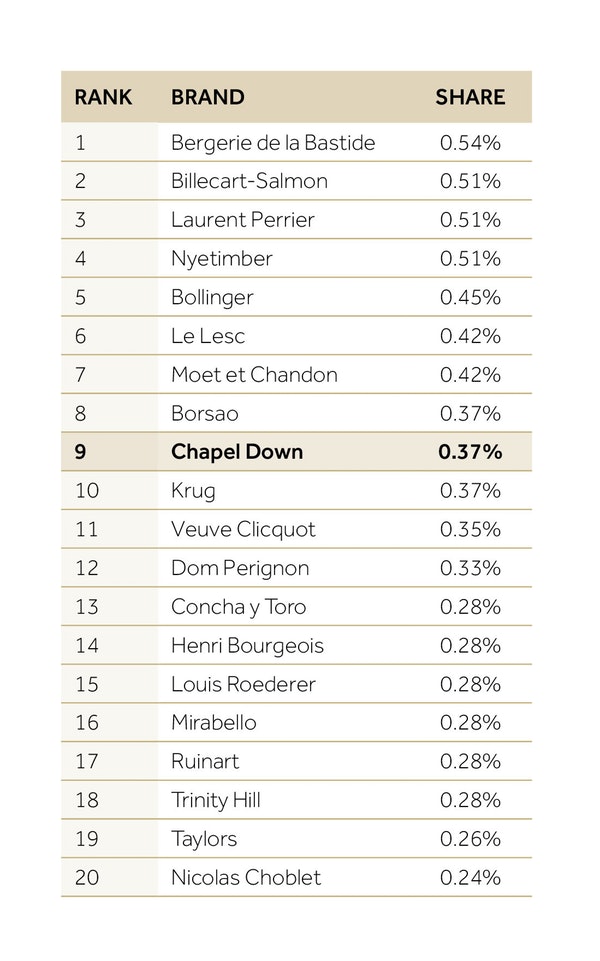 RANK BRAND SHARE
1 Bergerie de la Bastide 0.54%
2 Billecart-Salmon 0.51%
3 Laurent Perrier 0.51%
4 Nyetimber 0.51%
5 Bollinger 0.45%
6 Le Lesc 0.42%
7 Moet et Chandon 0.42%
8 Borsao 0.37%
9 Chapel Down 0.37%
10 Krug 0.37%
11 Veuve Clicquot 0.35%
12 Dom Perignon 0.33%
13 Concha y Toro 0.28%
14 Henri Bourgeois 0.28%
15 Louis Roederer 0.28%
16 Mirabello 0.28%
17 Ruinart 0.28%
18 Trinity Hill 0.28%
19 Taylors 0.26%
20 Nicolas Choblet 0.24%